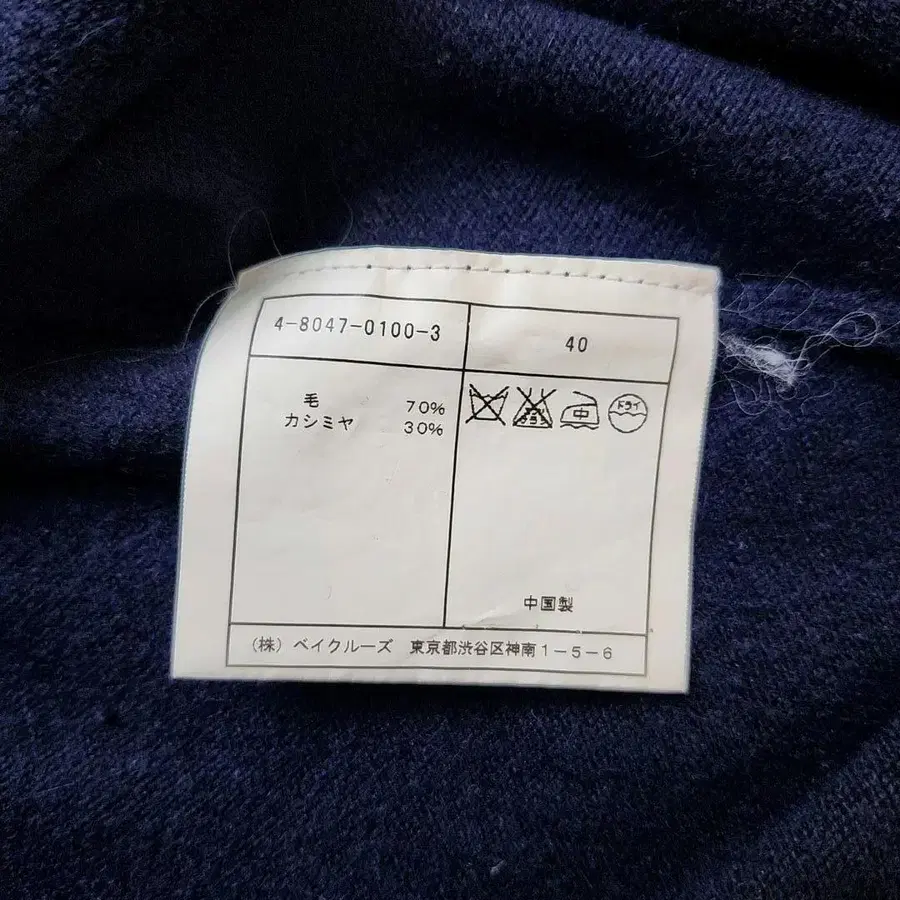 4-8047-0100-3
40
毛 70%
カシミヤ 30%
中
ドライ
中国製
(株) ベイクルーズ 東京都渋谷区神南1-5-6